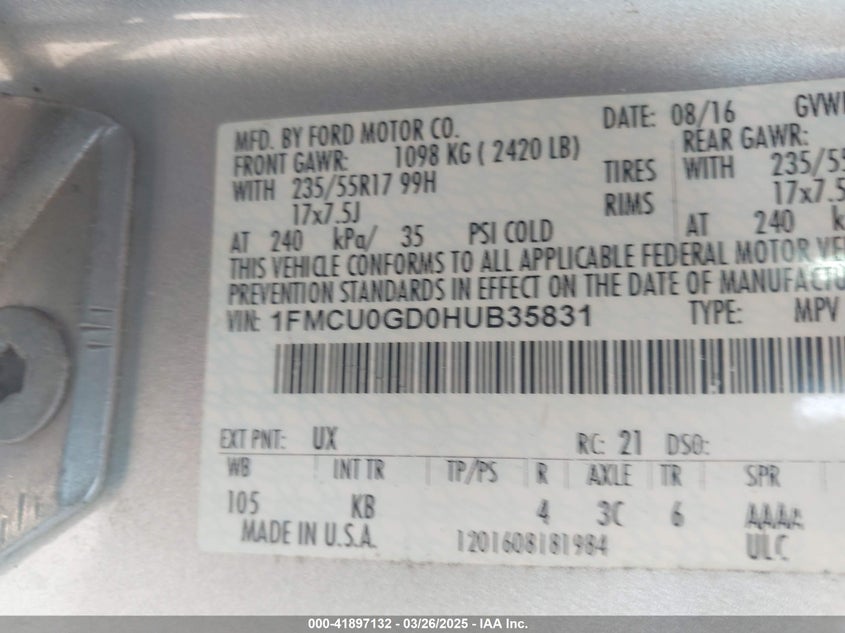 MFD. BY FORD MOTOR CO. DATE: 08/16
FRONT GAWR: 1098 KG ( 2420 LB) REAR GAWR:
WITH 235/55R17 99H TIRES WITH
17x7.5J RIMS 17x7.5
AT 240 kPa/ 35 PSI COLD AT 240
THIS VEHICLE CONFORMS TO ALL APPLICABLE FEDERAL MOTOR
PREVENTION STANDARDS IN EFFECT ON THE DATE OF
VIN: 1FMCU0GD0HUB35831 TYPE: MPV
EXT PNT: UX RC: 21 DSO:
WB INT TR TP/PS R AXLE TR SPR
105 KB 4 3C 6 AAAA
MADE IN U.S.A. 1201608181984 ULC
000-41897132 — 03/26/2025 — Copyright © 2025 IAA, Inc.